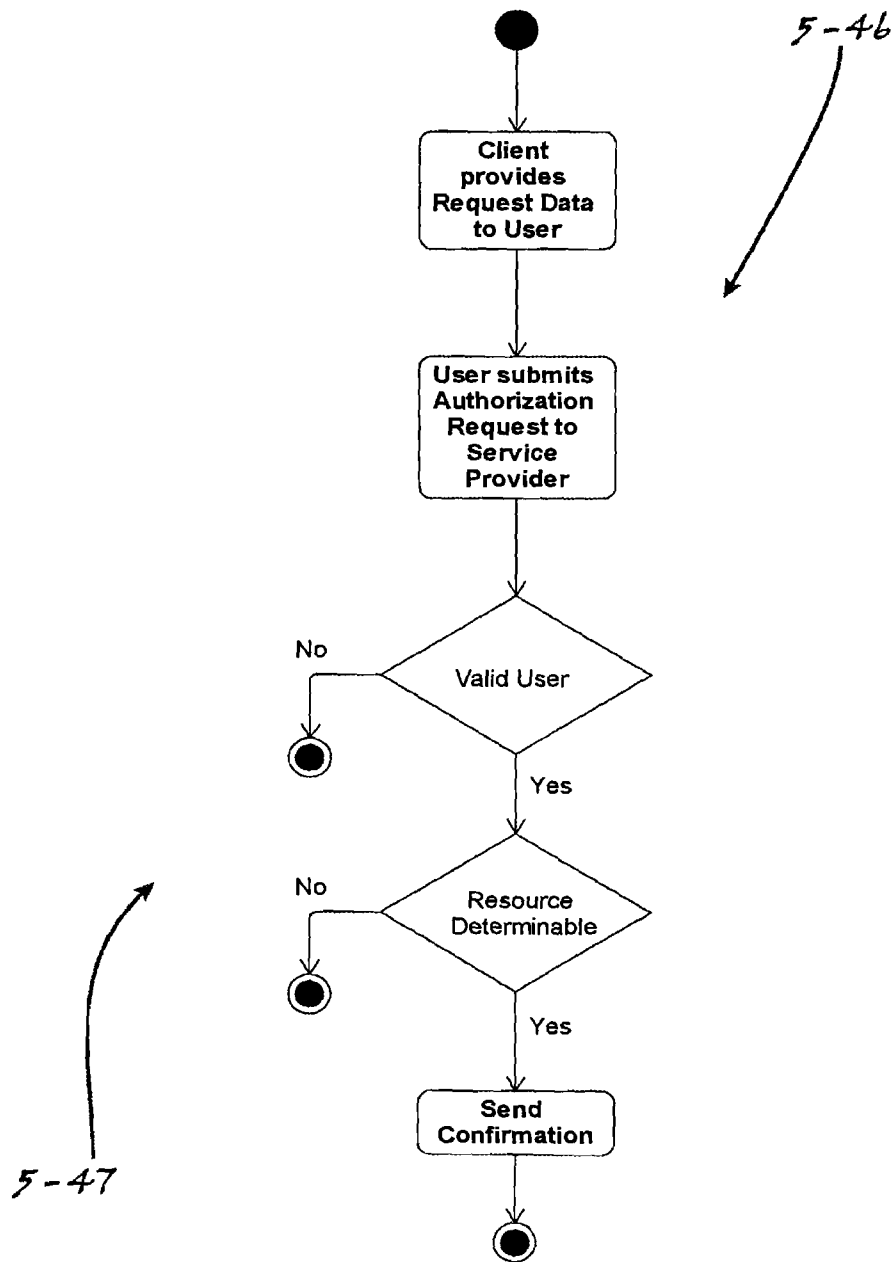 5-46
Client
provides
Request Data
to User
User submits
Authorization
Request to
Service
Provider
No
Valid User
Yes
No
Resource
Determinable
Yes
Send
Confirmation
5-47